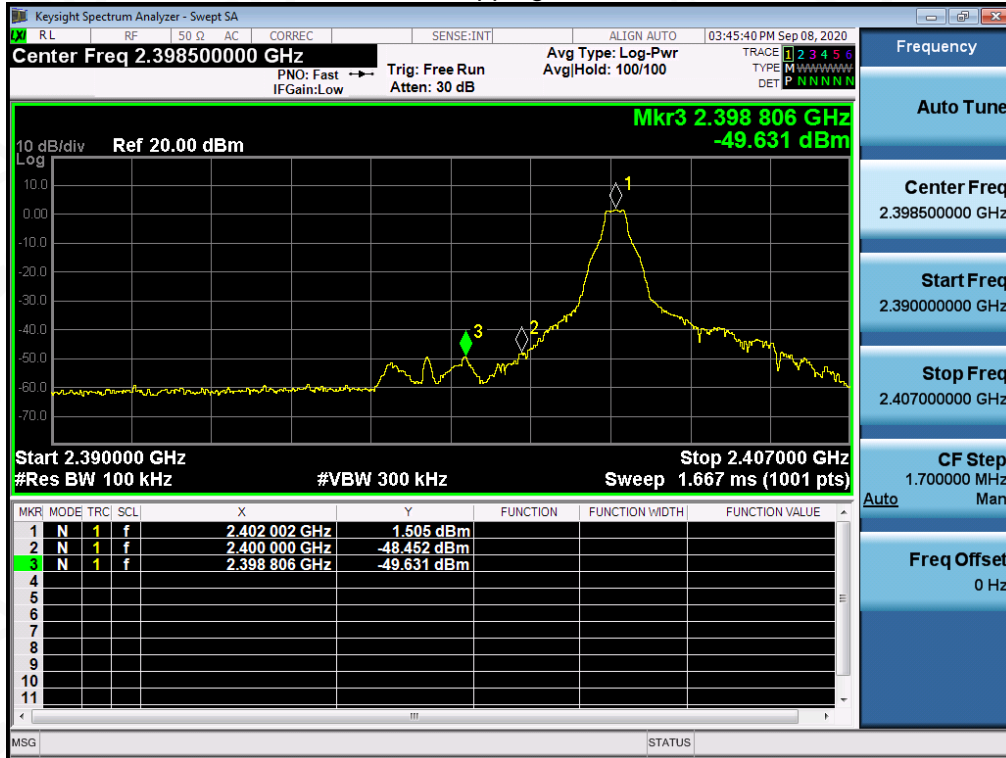 Keysight Spectrum Analyzer - Swept SA
LXI RL RF 50 Ω AC CORREC SENSE:INT ALIGN AUTO 03:45:40 PM Sep 08, 2020
Center Freq 2.398500000 GHz
PNO: Fast
IFGain:Low
Trig: Free Run
Atten: 30 dB
Avg Type: Log-Pwr
Avg|Hold: 100/100
TRACE 1 2 3 4 5 6
TYPE M W W W W W
DET P N N N N N
Mkr3 2.398 806 GHz
-49.631 dBm
10 dB/div Ref 20.00 dBm
Log
10.0
0.00
-10.0
-20.0
-30.0
-40.0
-50.0
-60.0
-70.0
1
2
3
Start 2.390000 GHz Stop 2.407000 GHz
#Res BW 100 kHz #VBW 300 kHz Sweep 1.667 ms (1001 pts)
MKR MODE TRC SCL X Y FUNCTION FUNCTION WIDTH FUNCTION VALUE
1 N 1 f 2.402 002 GHz 1.505 dBm
2 N 1 f 2.400 000 GHz -48.452 dBm
3 N 1 f 2.398 806 GHz -49.631 dBm
4
5
6
7
8
9
10
11
MSG STATUS
Frequency
Auto Tune
Center Freq
2.398500000 GHz
Start Freq
2.390000000 GHz
Stop Freq
2.407000000 GHz
CF Step
1.700000 MHz
Auto Man
Freq Offset
0 Hz